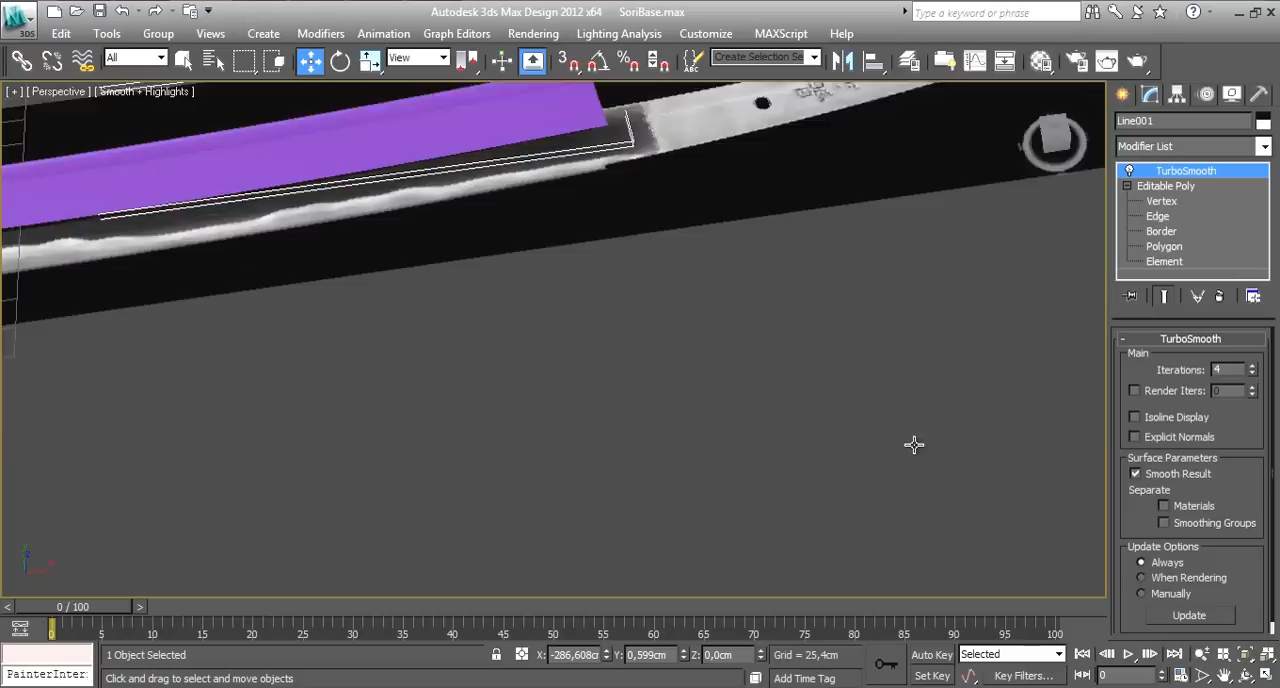 Autodesk 3ds Max Design 2012 x64 SoriBase.max
Type a keyword or phrase
3DS
Edit Tools Group Views Create Modifiers Animation Graph Editors Rendering Lighting Analysis Customize MAXScript Help
All View Create Selection Se
[ + ] [ Perspective ] [ Smooth + Highlights ]
Line001
Modifier List
TurboSmooth
Editable Poly
Vertex
Edge
Border
Polygon
Element
TurboSmooth
Main
Iterations: 4
Render Iters: 0
Isoline Display
Explicit Normals
Surface Parameters
Smooth Result
Separate
Materials
Smoothing Groups
Update Options
Always
When Rendering
Manually
Update
0 / 100
0 5 10 15 20 25 30 35 40 45 50 55 60 65 70 75 80 85 90 95 100
1 Object Selected X: -286,608c Y: 0,599cm Z: 0,0cm Grid = 25,4cm Auto Key Selected
PainterInter Click and drag to select and move objects Add Time Tag Set Key Key Filters... 0